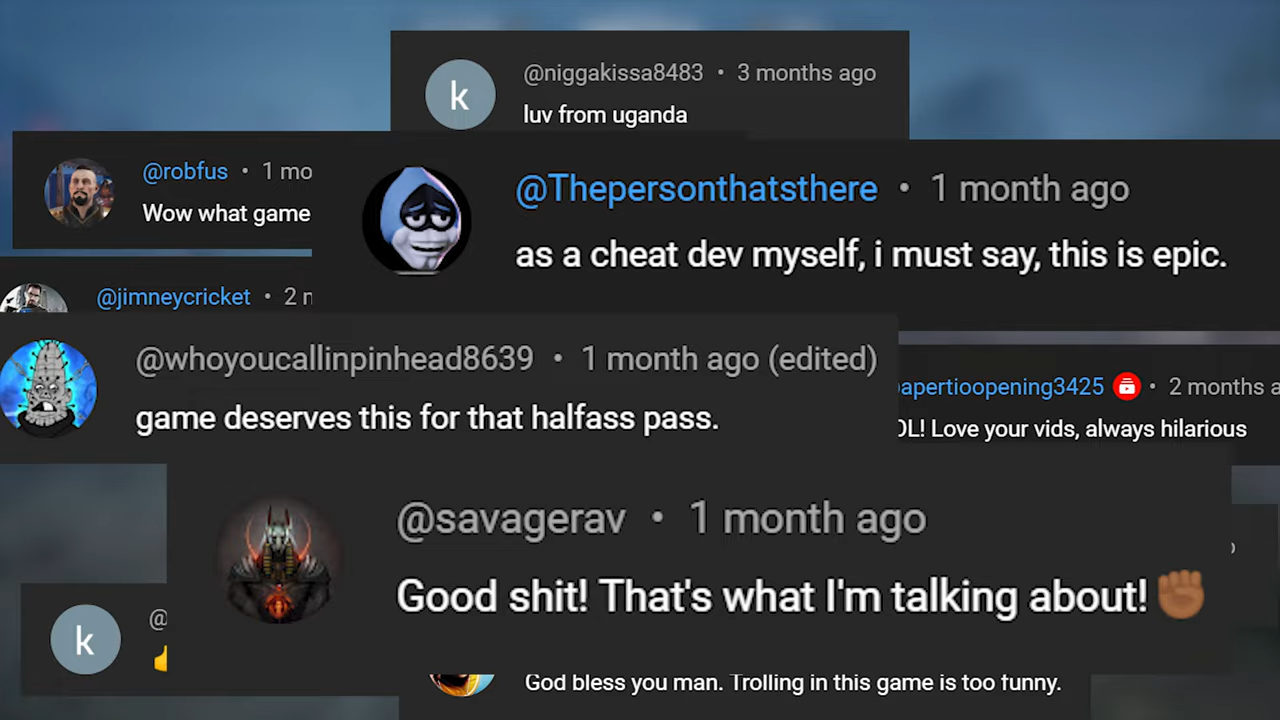 @niggakissa8483 • 3 months ago
luv from uganda
@robfus • 1 mo
Wow what game
@Thepersonthatsthere • 1 month ago
as a cheat dev myself, i must say, this is epic.
@jimneycricket • 2
@whoyoucallinpinhead8639 • 1 month ago (edited)
game deserves this for that halfass pass.
apertioopening3425 • 2 months a
OL! Love your vids, always hilarious
@savagerav • 1 month ago
Good shit! That's what I'm talking about! ✊🏾
k
k
@
👍
God bless you man. Trolling in this game is too funny.